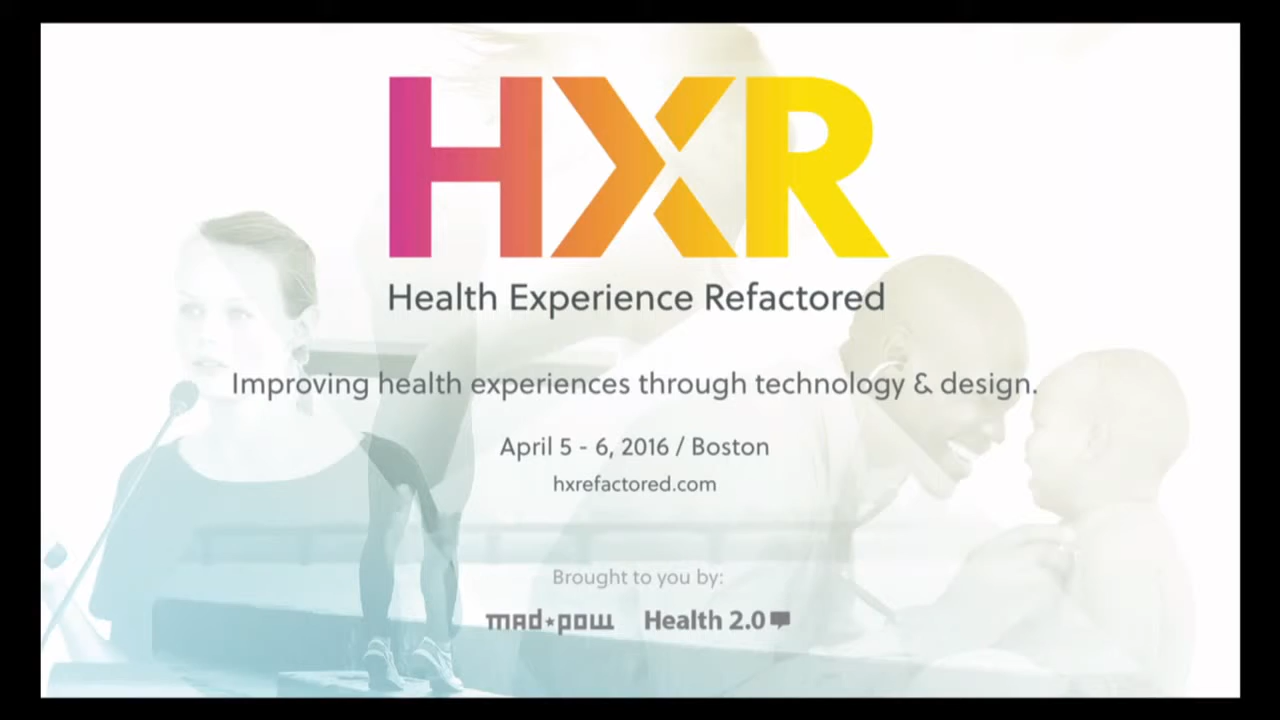 HXR
Health Experience Refactored
Improving health experiences through technology & design.
April 5 - 6, 2016 / Boston
hxrefactored.com
Brought to you by:
mad*pow Health 2.0